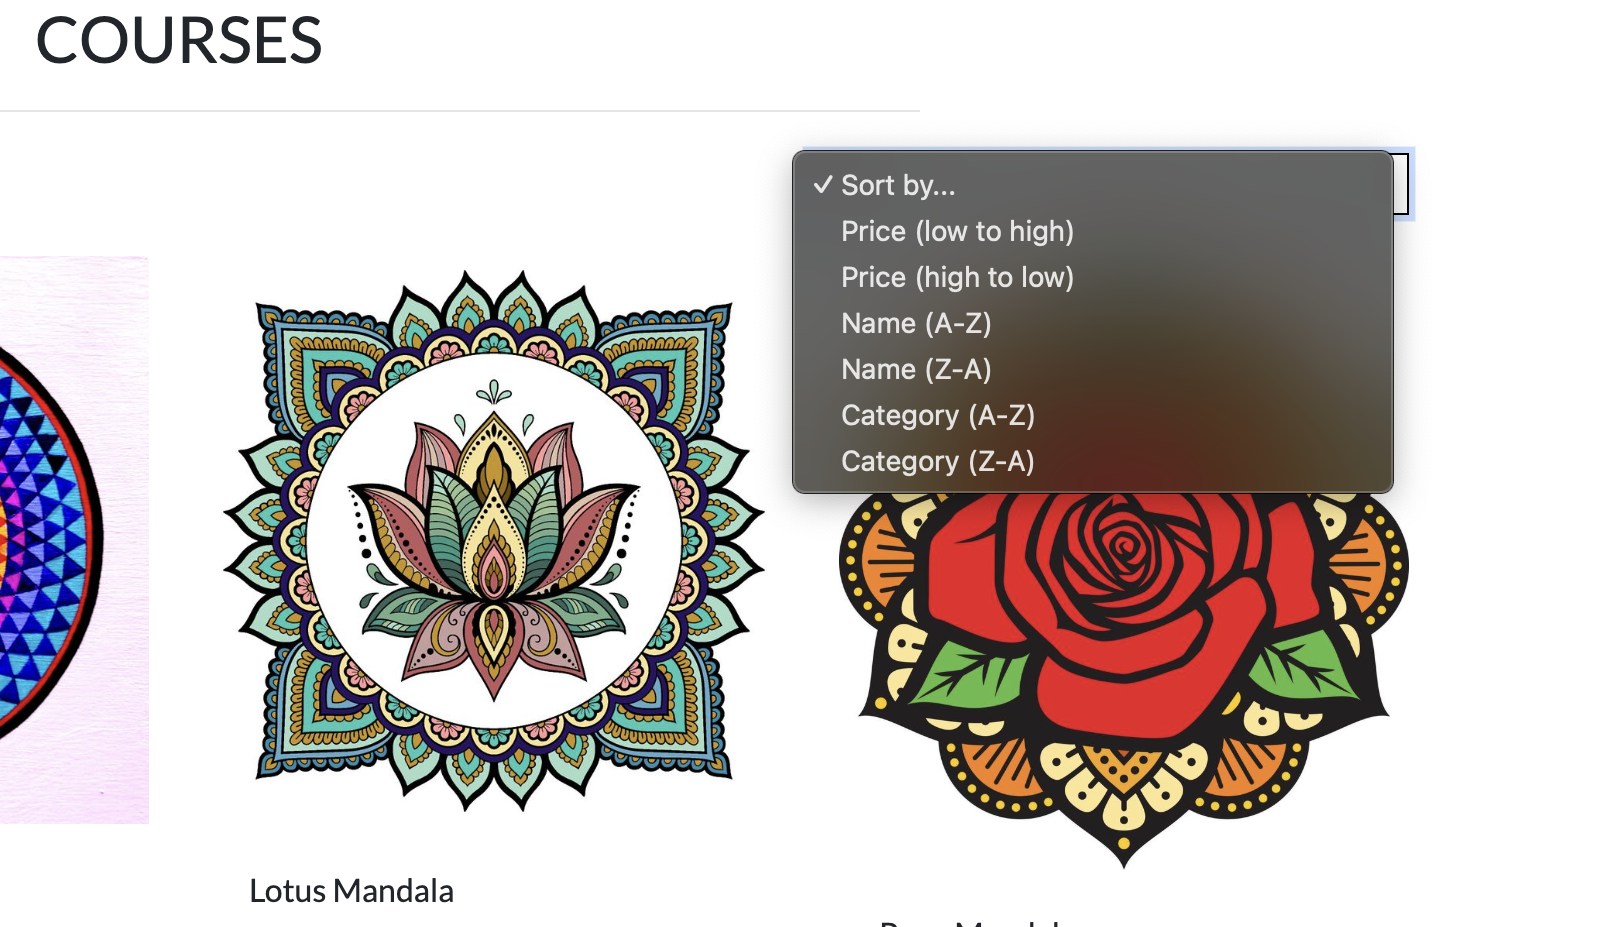 COURSES
✓ Sort by...
Price (low to high)
Price (high to low)
Name (A-Z)
Name (Z-A)
Category (A-Z)
Category (Z-A)
Lotus Mandala